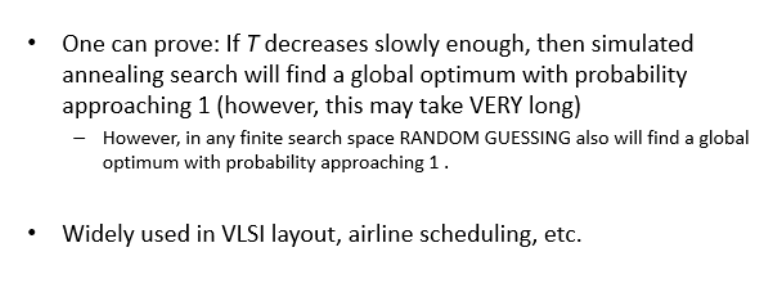 • One can prove: If T decreases slowly enough, then simulated
annealing search will find a global optimum with probability
approaching 1 (however, this may take VERY long)
– However, in any finite search space RANDOM GUESSING also will find a global
optimum with probability approaching 1 .
• Widely used in VLSI layout, airline scheduling, etc.